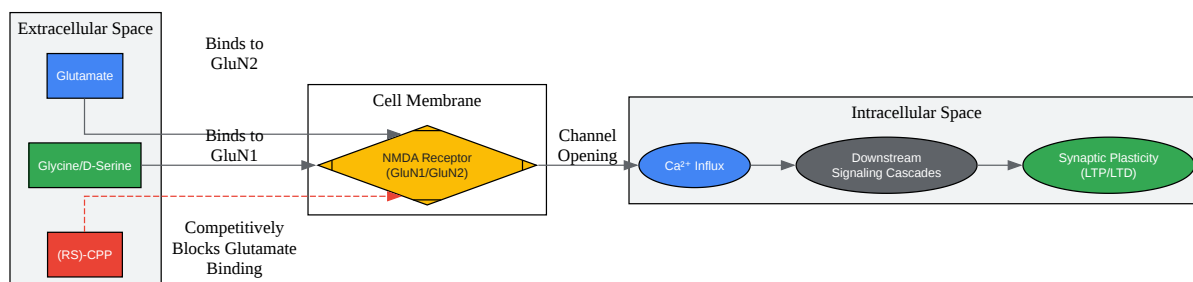 Extracellular Space
Glutamate
Glycine/D-Serine
(RS)-CPP
Binds to
GluN2
Binds to
GluN1
Competitively
Blocks Glutamate
Binding
Cell Membrane
NMDA Receptor
(GluN1/GluN2)
Channel
Opening
Intracellular Space
Ca²⁺ Influx
Downstream
Signaling Cascades
Synaptic Plasticity
(LTP/LTD)